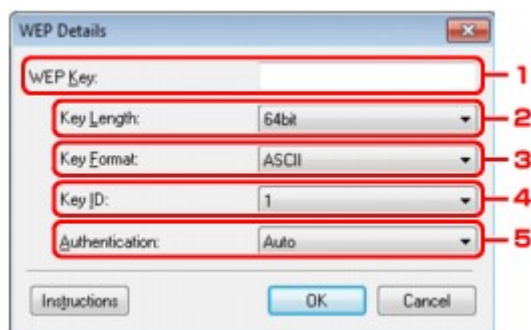 WEP Details
WEP Key: 1
Key Length: 64bit 2
Key Format: ASCII 3
Key ID: 1 4
Authentication: Auto 5
Instructions OK Cancel